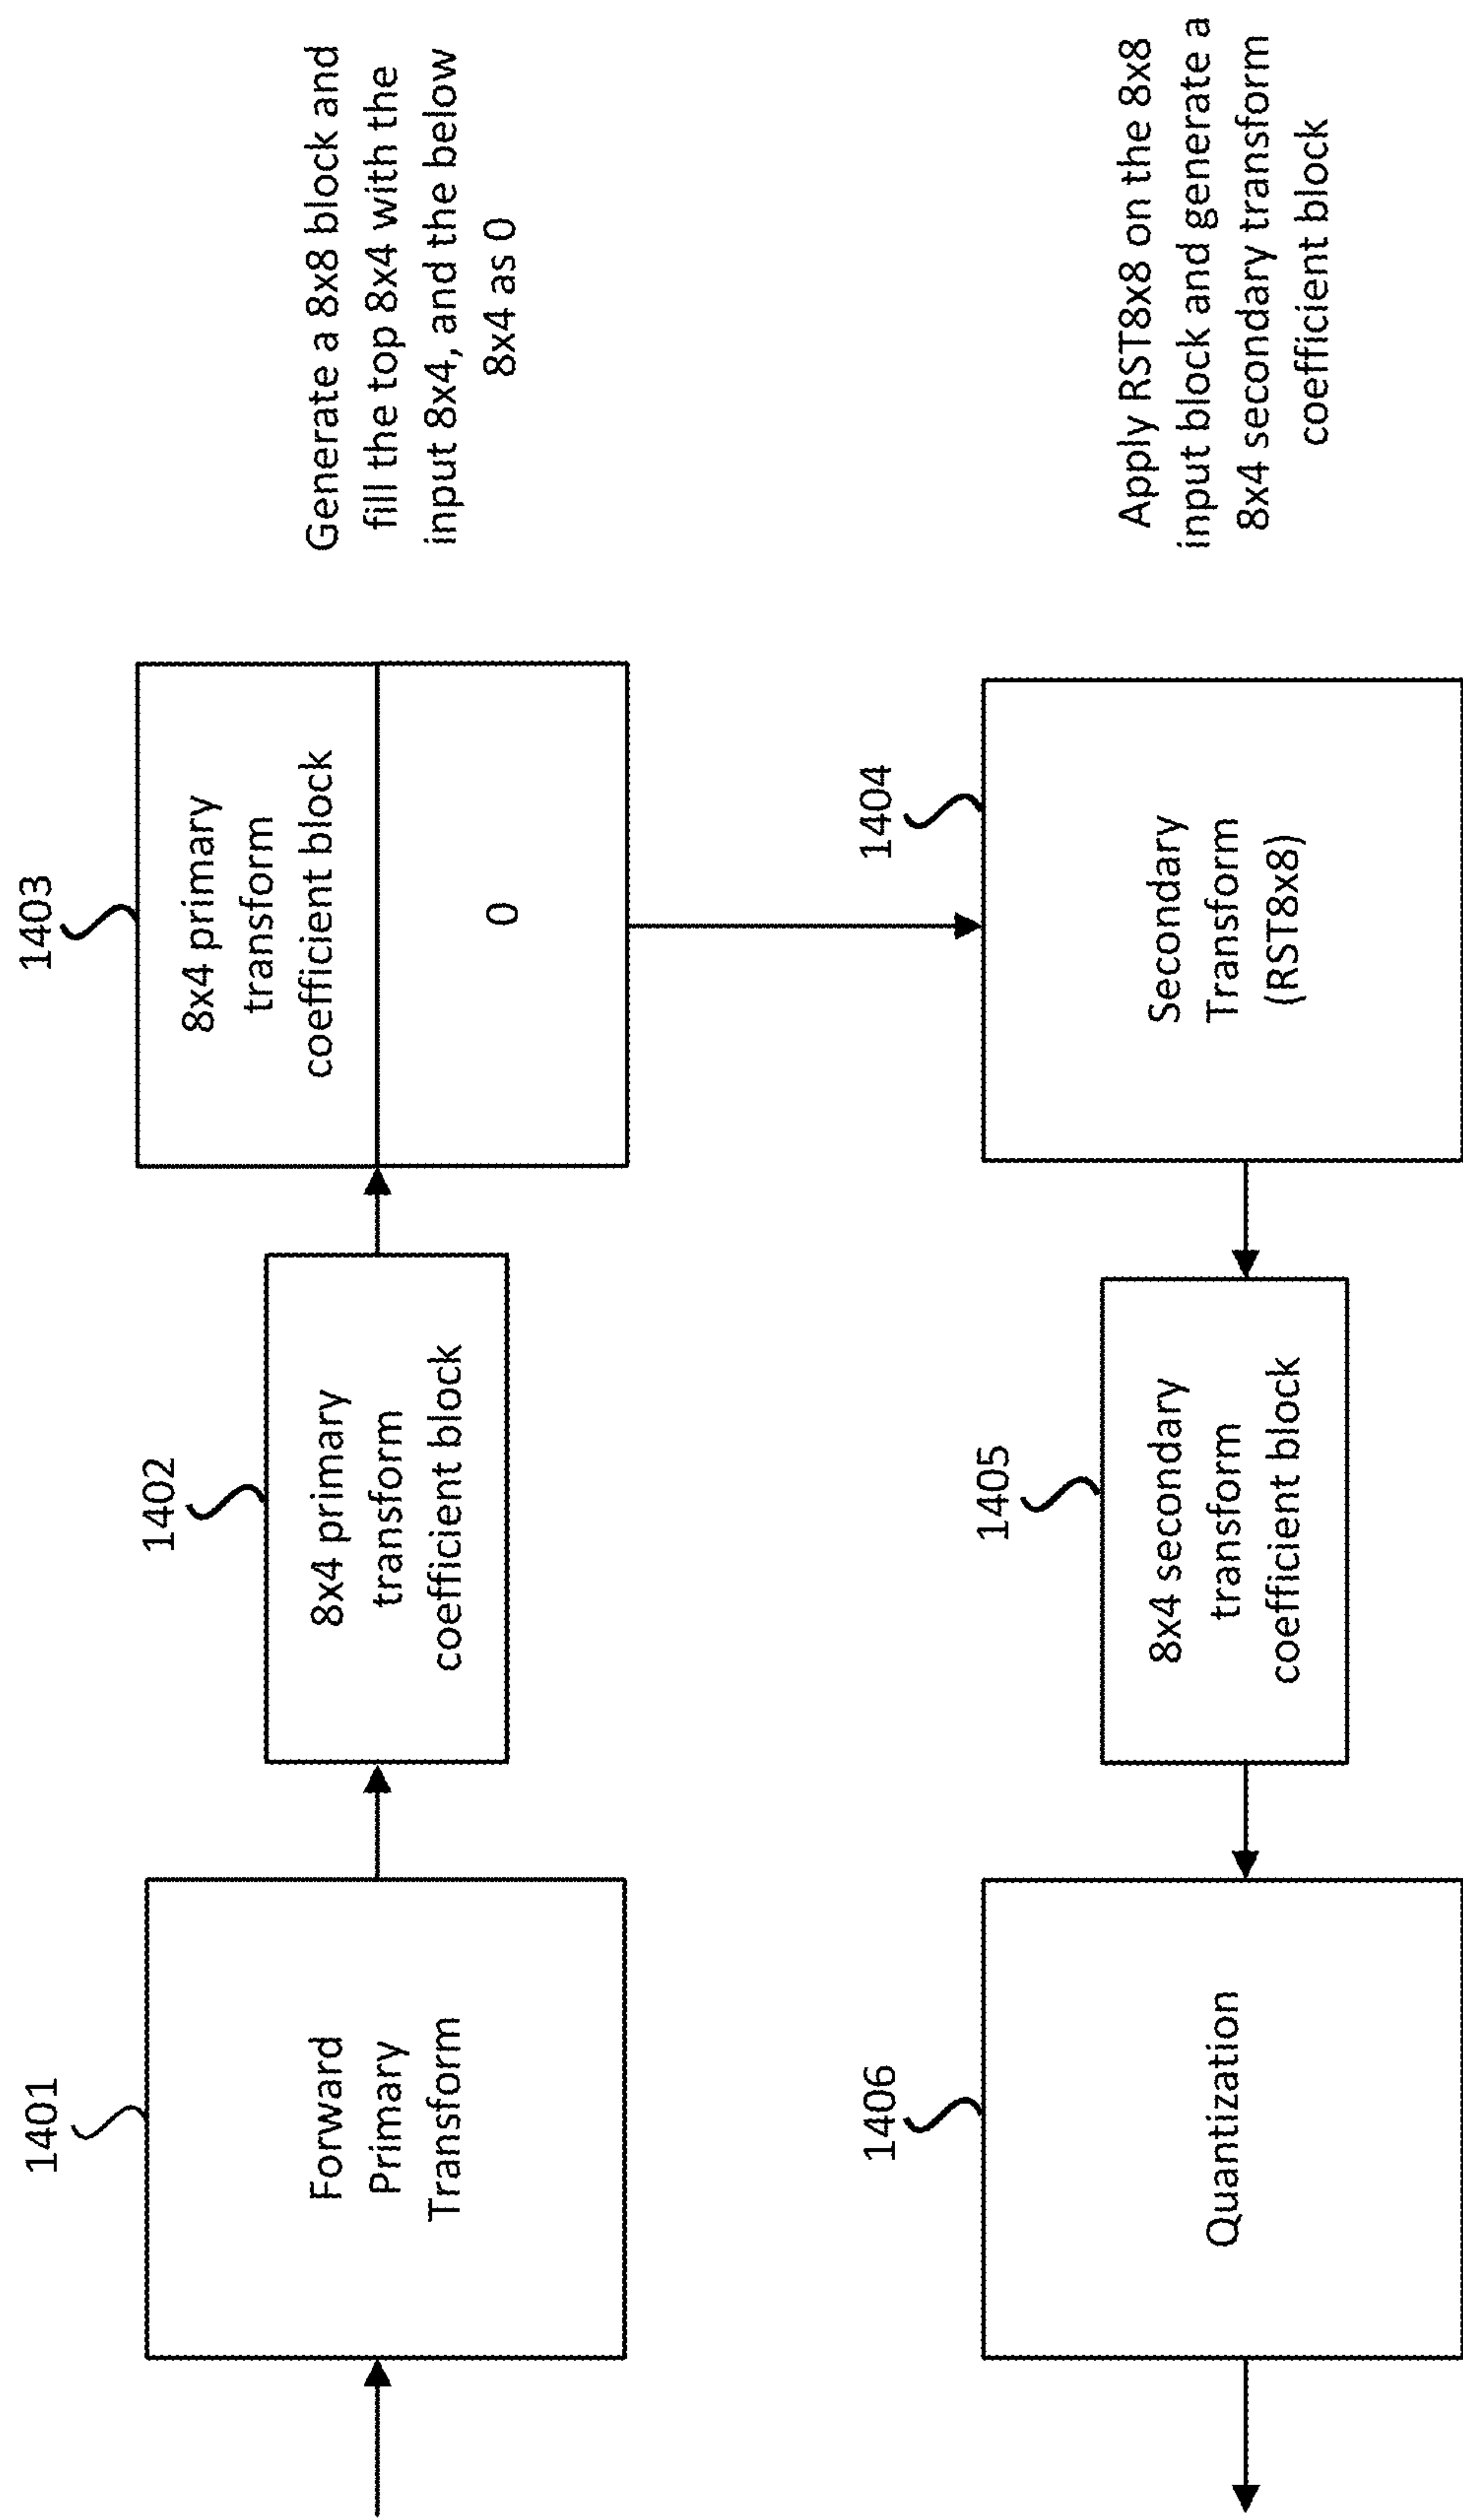 1401
Forward
Primary
Transform
1402
8x4 primary
transform
coefficient block
1403
8x4 primary
transform
coefficient block
0
Generate a 8x8 block and
fill the top 8x4 with the
input 8x4, and the below
8x4 as 0
1404
Secondary
Transform
(RST8x8)
Apply RST8x8 on the 8x8
input block and generate a
8x4 secondary transform
coefficient block
1405
8x4 secondary
transform
coefficient block
1406
Quantization